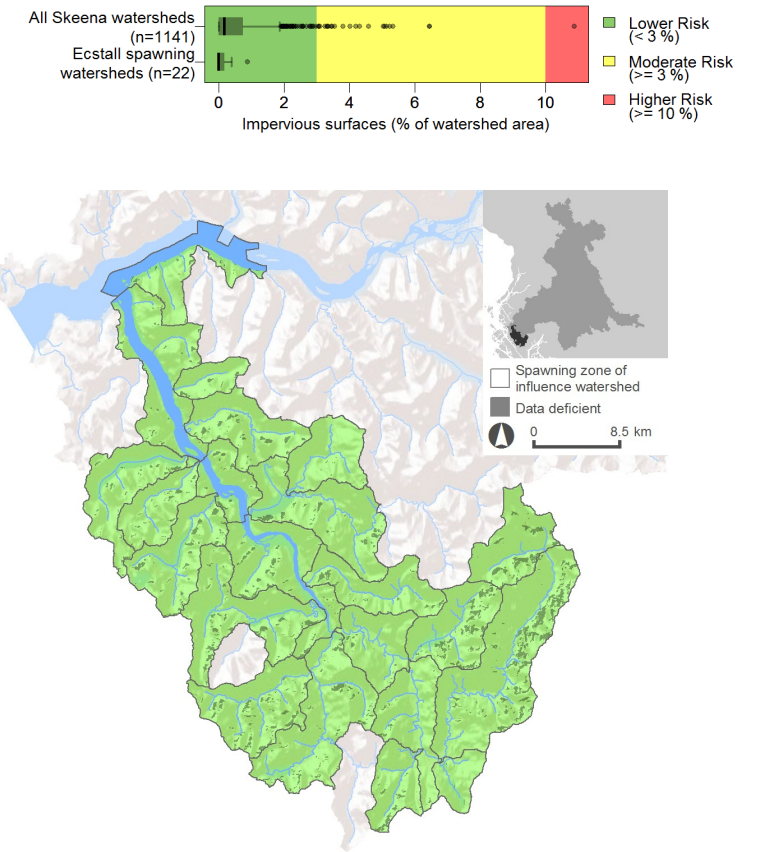 All Skeena watersheds
(n=1141)
Ecstall spawning
watersheds (n=22)
0 2 4 6 8 10
Impervious surfaces (% of watershed area)
Lower Risk
(< 3 %)
Moderate Risk
(>= 3 %)
Higher Risk
(>= 10 %)
Spawning zone of
influence watershed
Data deficient
0 8.5 km